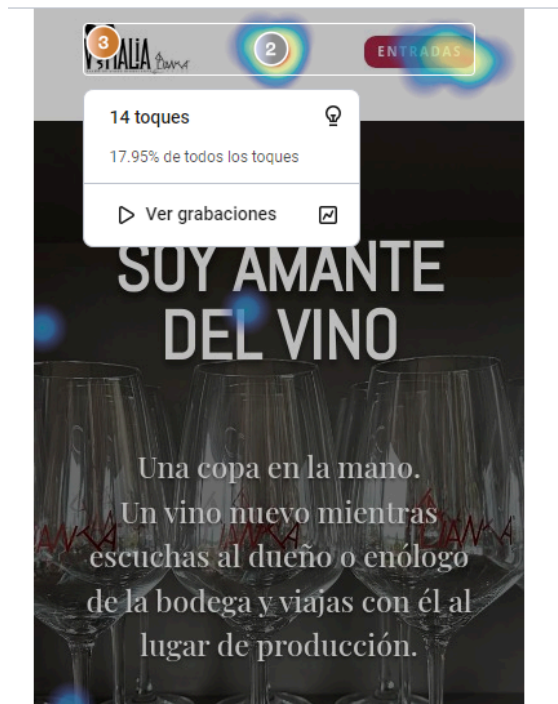 3
2
ENTRADAS
14 toques
17.95% de todos los toques
Ver grabaciones
SOY AMANTE
DEL VINO
Una copa en la mano.
Un vino nuevo mientras
escuchas al dueño o enólogo
de la bodega y viajas con él al
lugar de producción.